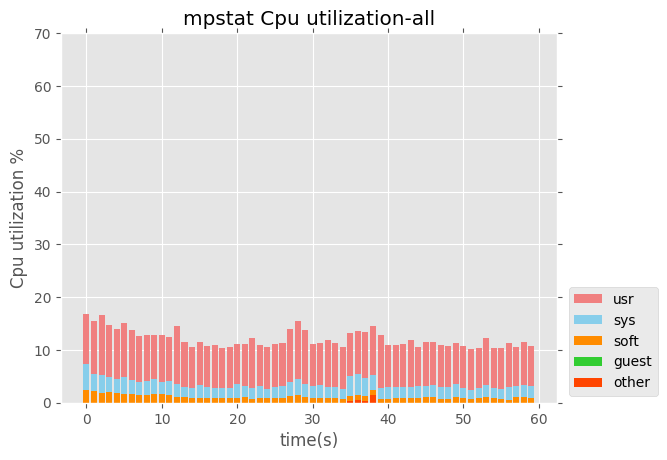 mpstat Cpu utilization-all
70
60
50
40
30
20
10
0
Cpu utilization %
0 10 20 30 40 50 60
time(s)
usr
sys
soft
guest
other